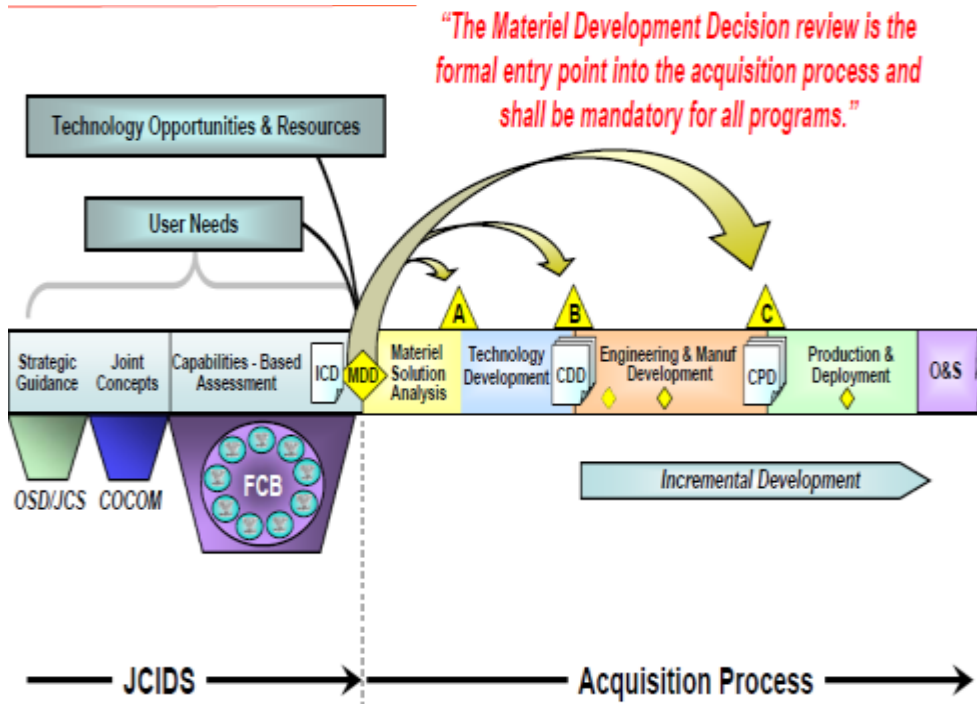 “The Materiel Development Decision review is the
formal entry point into the acquisition process and
shall be mandatory for all programs.”
Technology Opportunities & Resources
User Needs
A
B
C
Strategic
Guidance
Joint
Concepts
Capabilities - Based
Assessment
ICD
MDD
Materiel
Solution
Analysis
Technology
Development
CDD
Engineering & Manuf
Development
CPD
Production &
Deployment
O&S
OSD/JCS
COCOM
FCB
Incremental Development
JCIDS
Acquisition Process